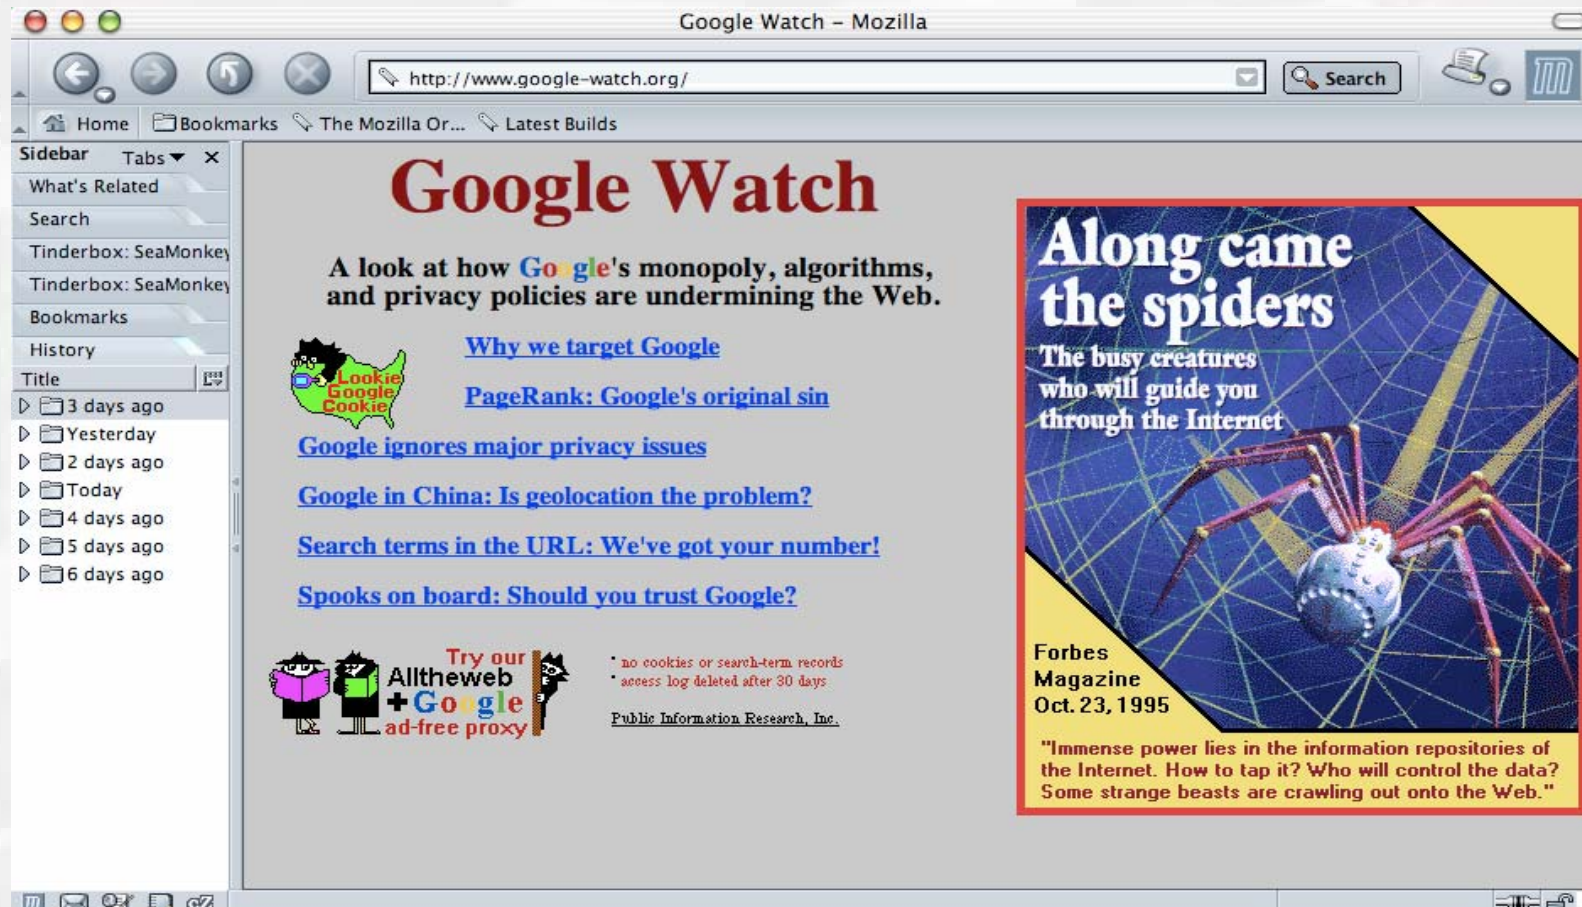 Google Watch – Mozilla
http://www.google-watch.org/
Search
Home Bookmarks The Mozilla Or... Latest Builds
Sidebar Tabs
What's Related
Search
Tinderbox: SeaMonkey
Tinderbox: SeaMonkey
Bookmarks
History
Title
3 days ago
Yesterday
2 days ago
Today
4 days ago
5 days ago
6 days ago
Google Watch
A look at how Google's monopoly, algorithms,
and privacy policies are undermining the Web.
Lookie
Google
Cookie
Why we target Google
PageRank: Google's original sin
Google ignores major privacy issues
Google in China: Is geolocation the problem?
Search terms in the URL: We've got your number!
Spooks on board: Should you trust Google?
Try our
Alltheweb
+ Google
ad-free proxy
* no cookies or search-term records
* access log deleted after 30 days
Public Information Research, Inc.
Along came
the spiders
The busy creatures
who will guide you
through the Internet
Forbes
Magazine
Oct. 23, 1995
"Immense power lies in the information repositories of
the Internet. How to tap it? Who will control the data?
Some strange beasts are crawling out onto the Web."